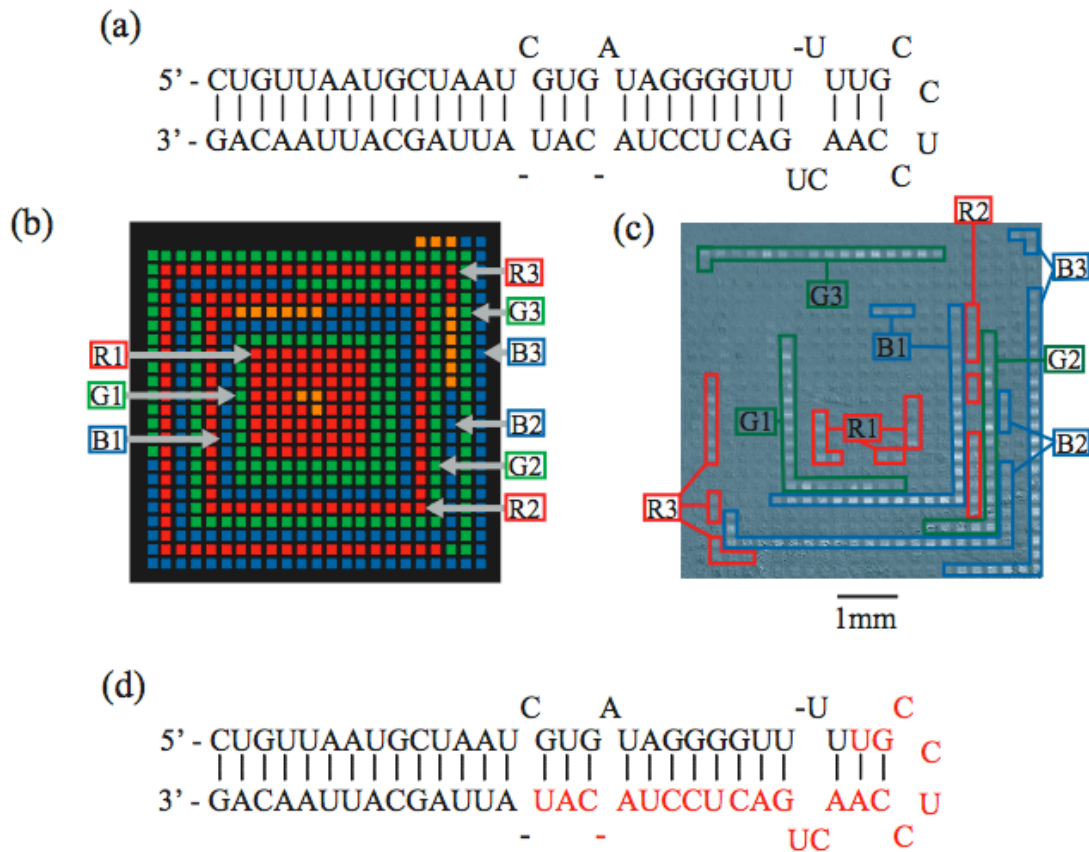 (a)
C A -U C
5’ - CUGUUAAUGCUAAU GUG UAGGGGUU UUG
C
3’ - GACAAUUACGAUUA UAC AUCCUCAG AAC
U
- - UC C
(b)
(c)
R3
G3
B3
R1
G1
B1
B2
G2
R2
R2
B3
G3
B1
G2
G1
R1
B2
R3
1mm
(d)
C A -U C
5’ - CUGUUAAUGCUAAU GUG UAGGGGUU UUG
C
3’ - GACAAUUACGAUUA UAC AUCCUCAG AAC
U
- - UC C